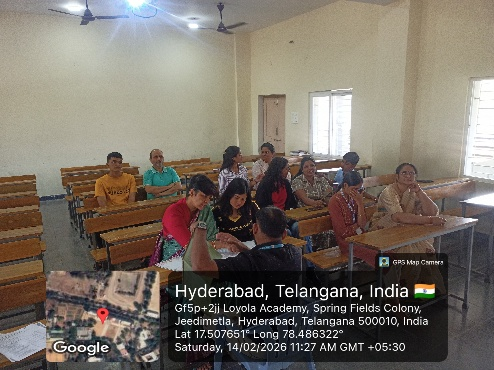 GPS Map Camera
Hyderabad, Telangana, India 🇮🇳
Gf5p+2jj Loyola Academy, Spring Fields Colony,
Jeedimetla, Hyderabad, Telangana 500010, India
Lat 17.507651° Long 78.486322°
Saturday, 14/02/2026 11:27 AM GMT +05:30
Google